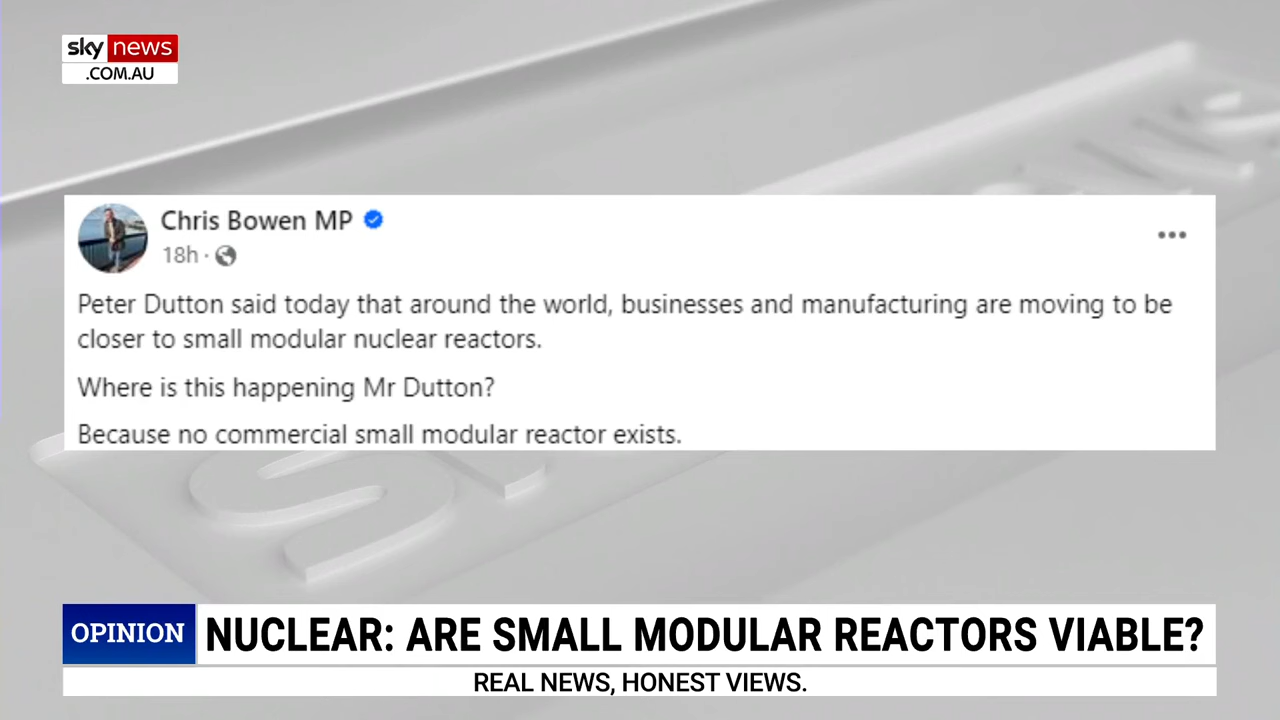 sky news
.COM.AU
Chris Bowen MP
18h ·
Peter Dutton said today that around the world, businesses and manufacturing are moving to be
closer to small modular nuclear reactors.
Where is this happening Mr Dutton?
Because no commercial small modular reactor exists.
OPINION NUCLEAR: ARE SMALL MODULAR REACTORS VIABLE?
REAL NEWS, HONEST VIEWS.